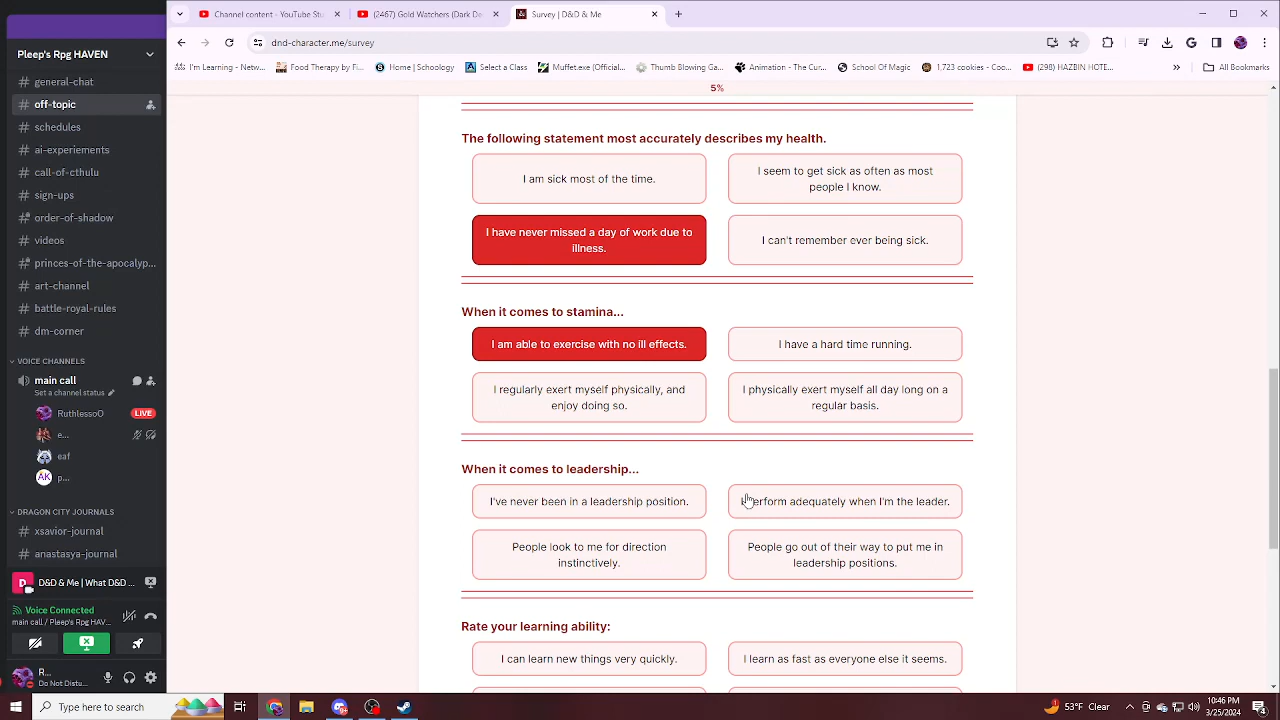 Channel content - YouTube Stu
(2467) Gold Watchers (Dark De
Survey | D&D & Me
Pleep's Rpg HAVEN
dnd-character.me/survey
I'm Learning - Netw...
Food Therapy by Fi...
Home | Schoology
Select a Class
Muffet.exe (Official...
Thumb Blowing Ga...
Animation - The Cur...
School Of Magic
1,723 cookies - Coo...
(298) HAZBIN HOTE...
All Bookmarks
5%
general-chat
off-topic
schedules
ai-experiements
call-of-cthulu
sign-ups
order-of-shadow
videos
princes-of-the-apocalyp...
art-channel
battle-royal-rules
dm-corner
VOICE CHANNELS
main call
Set a channel status
RuthlessoO
LIVE
e...
eaf
AK
p...
DRAGON CITY JOURNALS
xsavior-journal
anastasya-journal
D
D&D & Me | What D&D ...
Voice Connected
main call / Pleep's Rpg HAV...
R...
Do Not Distu...
The following statement most accurately describes my health.
I am sick most of the time.
I seem to get sick as often as most
people I know.
I have never missed a day of work due to
illness.
I can't remember ever being sick.
When it comes to stamina...
I am able to exercise with no ill effects.
I have a hard time running.
I regularly exert myself physically, and
enjoy doing so.
I physically exert myself all day long on a
regular basis.
When it comes to leadership...
I've never been in a leadership position.
I perform adequately when I'm the leader.
People look to me for direction
instinctively.
People go out of their way to put me in
leadership positions.
Rate your learning ability:
I can learn new things very quickly.
I learn as fast as everyone else it seems.
Type here to search
53°F Clear
10:46 PM
3/25/2024